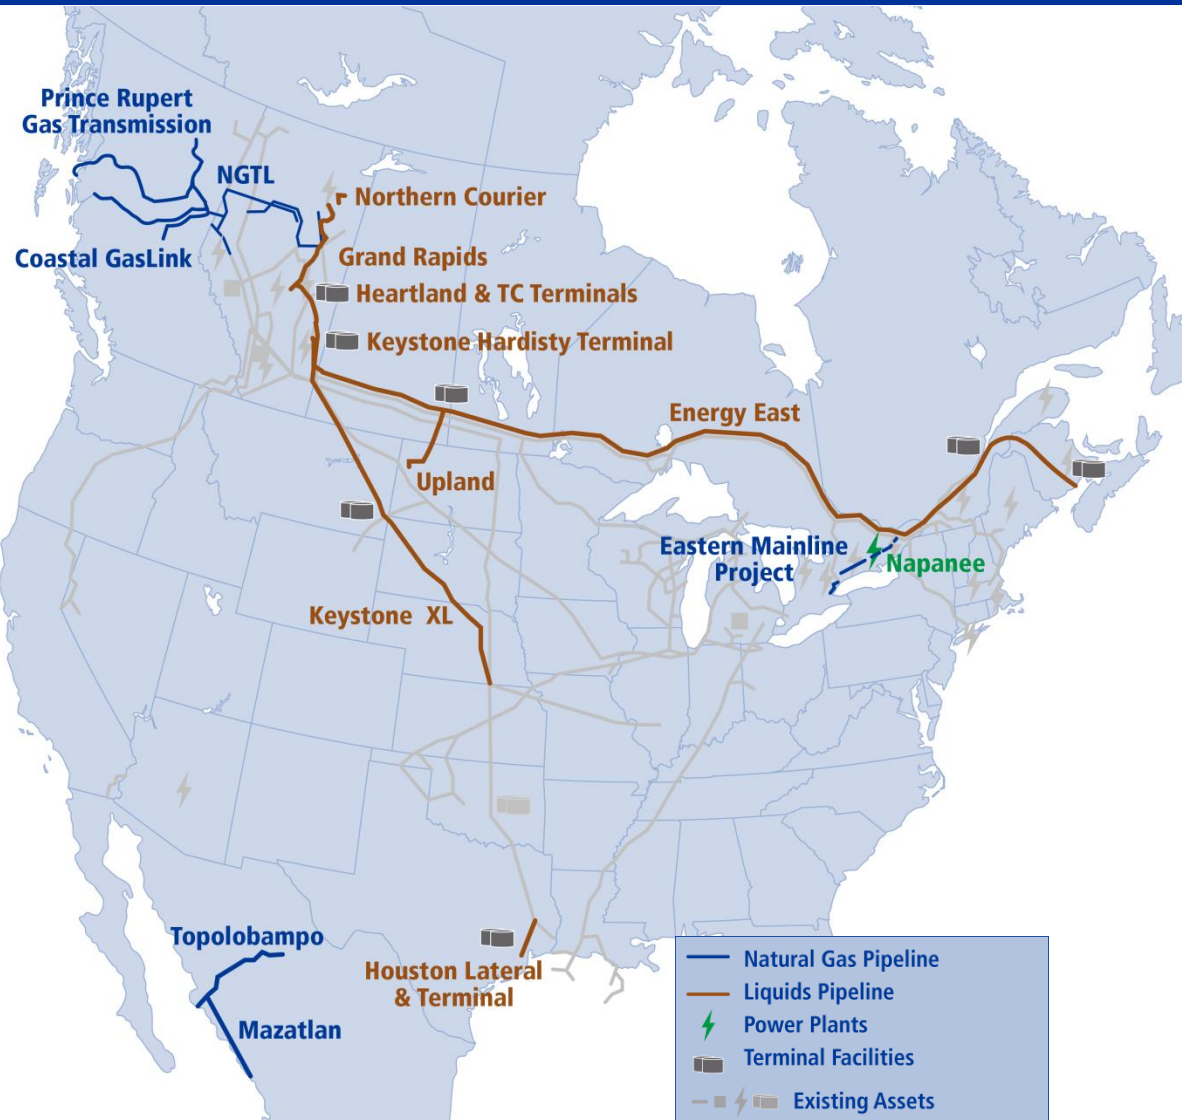 Prince Rupert
Gas Transmission
NGTL
Northern Courier
Coastal GasLink
Grand Rapids
Heartland & TC Terminals
Keystone Hardisty Terminal
Energy East
Upland
Eastern Mainline
Project
Napanee
Keystone XL
Topolobampo
Houston Lateral
& Terminal
Mazatlan
Natural Gas Pipeline
Liquids Pipeline
Power Plants
Terminal Facilities
Existing Assets